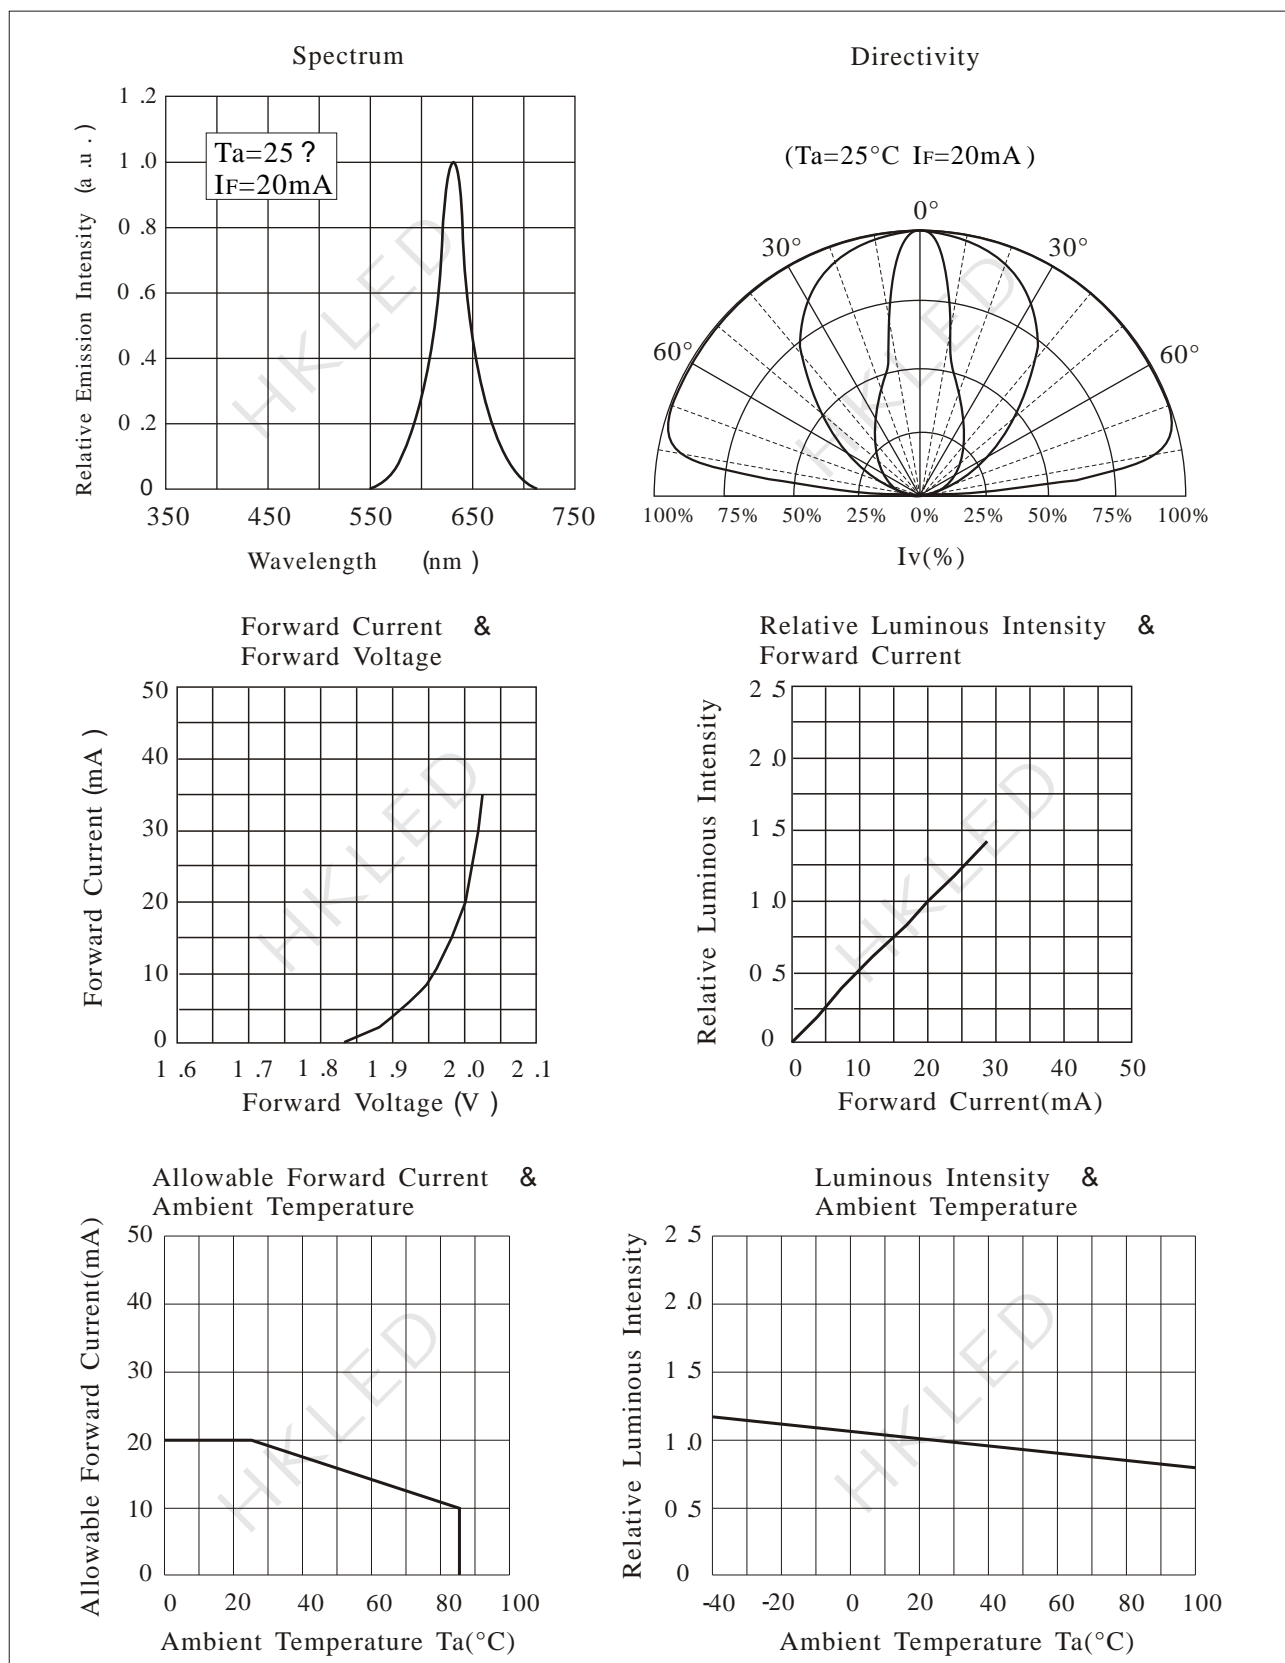 Spectrum
Relative Emission Intensity (a.u.)
1.2
1.0
0.8
0.6
0.4
0.2
0
Ta=25?
IF=20mA
350 450 550 650 750
Wavelength (nm)
HKLED
Directivity
(Ta=25°C IF=20mA)
0°
30° 30°
60° 60°
100% 75% 50% 25% 0% 25% 50% 75% 100%
Iv(%)
HKLED
Forward Current &
Forward Voltage
Forward Current (mA)
50
40
30
20
10
0
1.6 1.7 1.8 1.9 2.0 2.1
Forward Voltage (V)
HKLED
Relative Luminous Intensity &
Forward Current
Relative Luminous Intensity
2.5
2.0
1.5
1.0
0.5
0
0 10 20 30 40 50
Forward Current(mA)
HKLED
Allowable Forward Current &
Ambient Temperature
Allowable Forward Current(mA)
50
40
30
20
10
0
0 20 40 60 80 100
Ambient Temperature Ta(°C)
HKLED
Luminous Intensity &
Ambient Temperature
Relative Luminous Intensity
2.5
2.0
1.5
1.0
0.5
0
-40 -20 0 20 40 60 80 100
Ambient Temperature Ta(°C)
HKLED